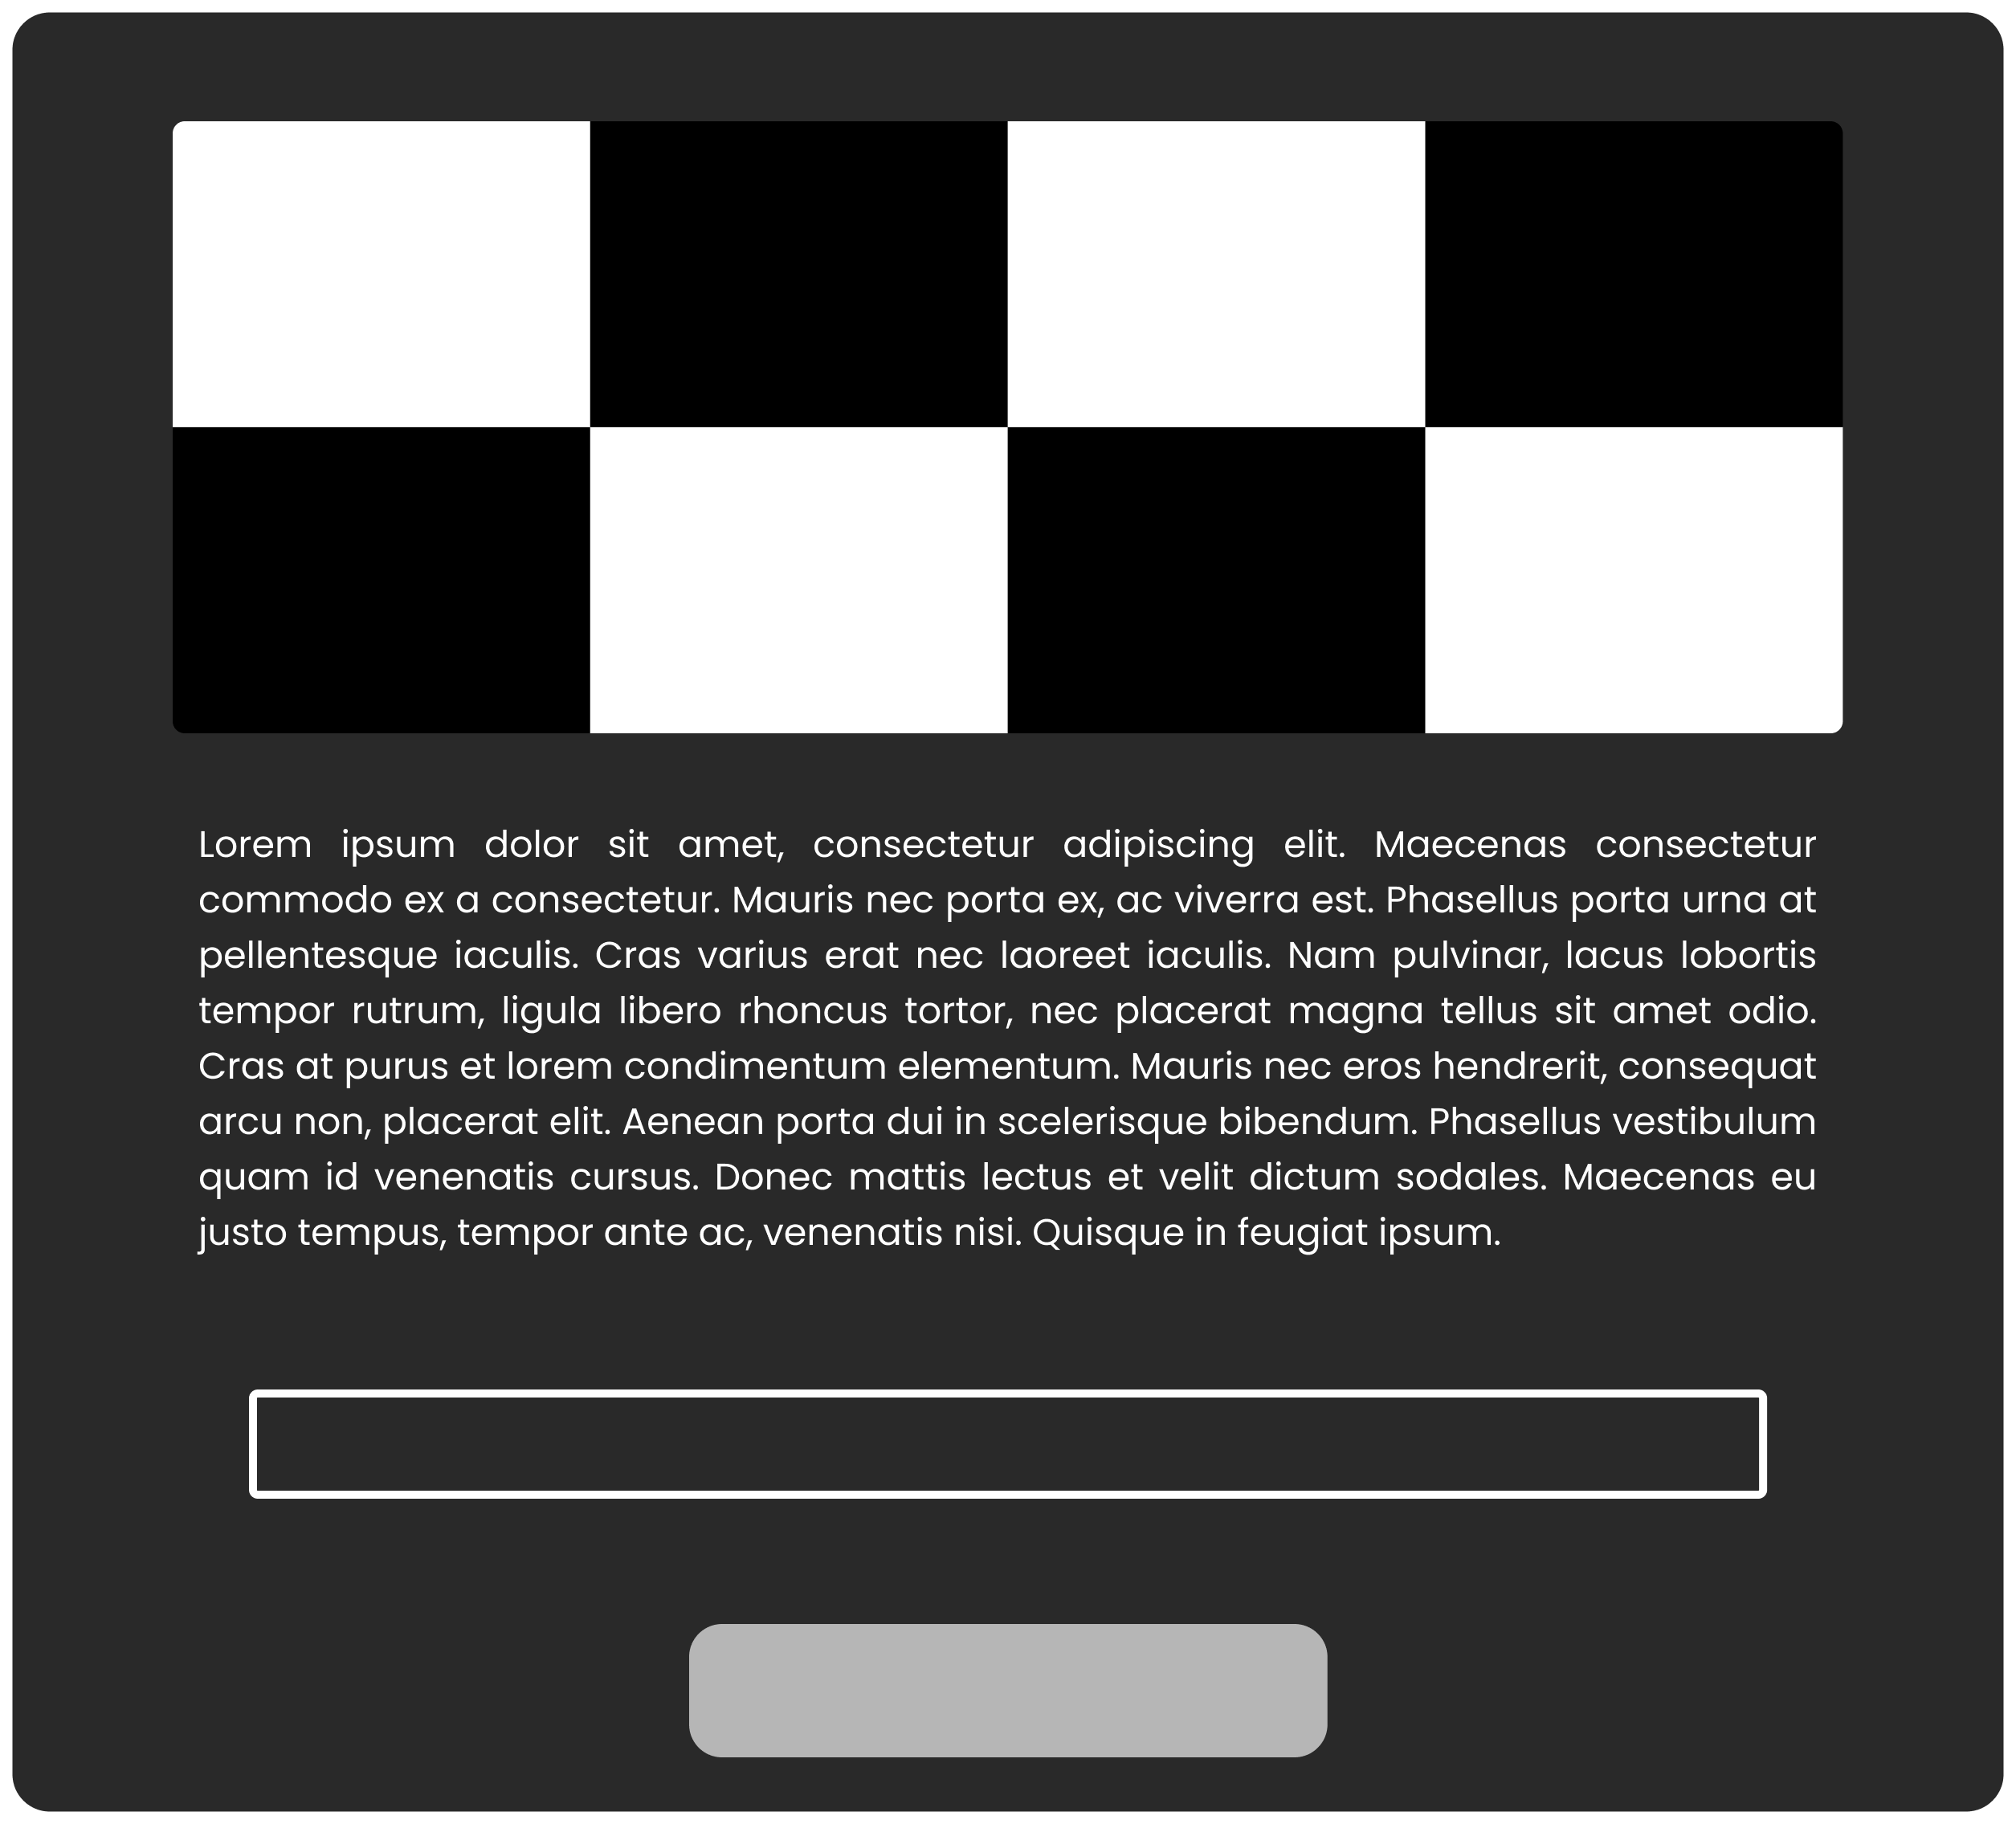 Lorem ipsum dolor sit amet, consectetur adipiscing elit. Maecenas consectetur
commodo ex a consectetur. Mauris nec porta ex, ac viverra est. Phasellus porta urna at
pellentesque iaculis. Cras varius erat nec laoreet iaculis. Nam pulvinar, lacus lobortis
tempor rutrum, ligula libero rhoncus tortor, nec placerat magna tellus sit amet odio.
Cras at purus et lorem condimentum elementum. Mauris nec eros hendrerit, consequat
arcu non, placerat elit. Aenean porta dui in scelerisque bibendum. Phasellus vestibulum
quam id venenatis cursus. Donec mattis lectus et velit dictum sodales. Maecenas eu
justo tempus, tempor ante ac, venenatis nisi. Quisque in feugiat ipsum.